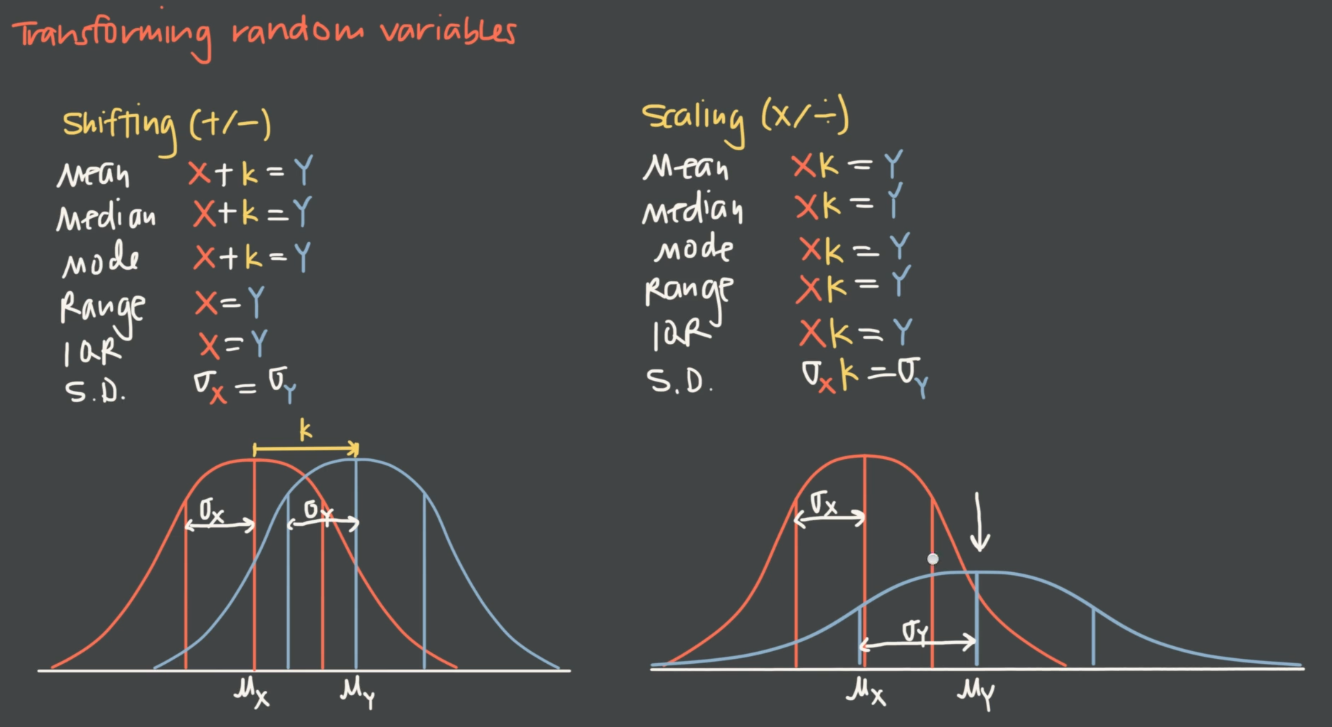 Transforming random variables
Shifting (+/−)
Mean X+k=Y
Median X+k=Y
Mode X+k=Y
Range X=Y
IQR X=Y
S.D. σX = σY
k
σX σY
μX μY
Scaling (x/÷)
Mean Xk=Y
Median Xk=Y
Mode Xk=Y
Range Xk=Y
IQR Xk=Y
S.D. σXk=σY
σX
σY
μX μY